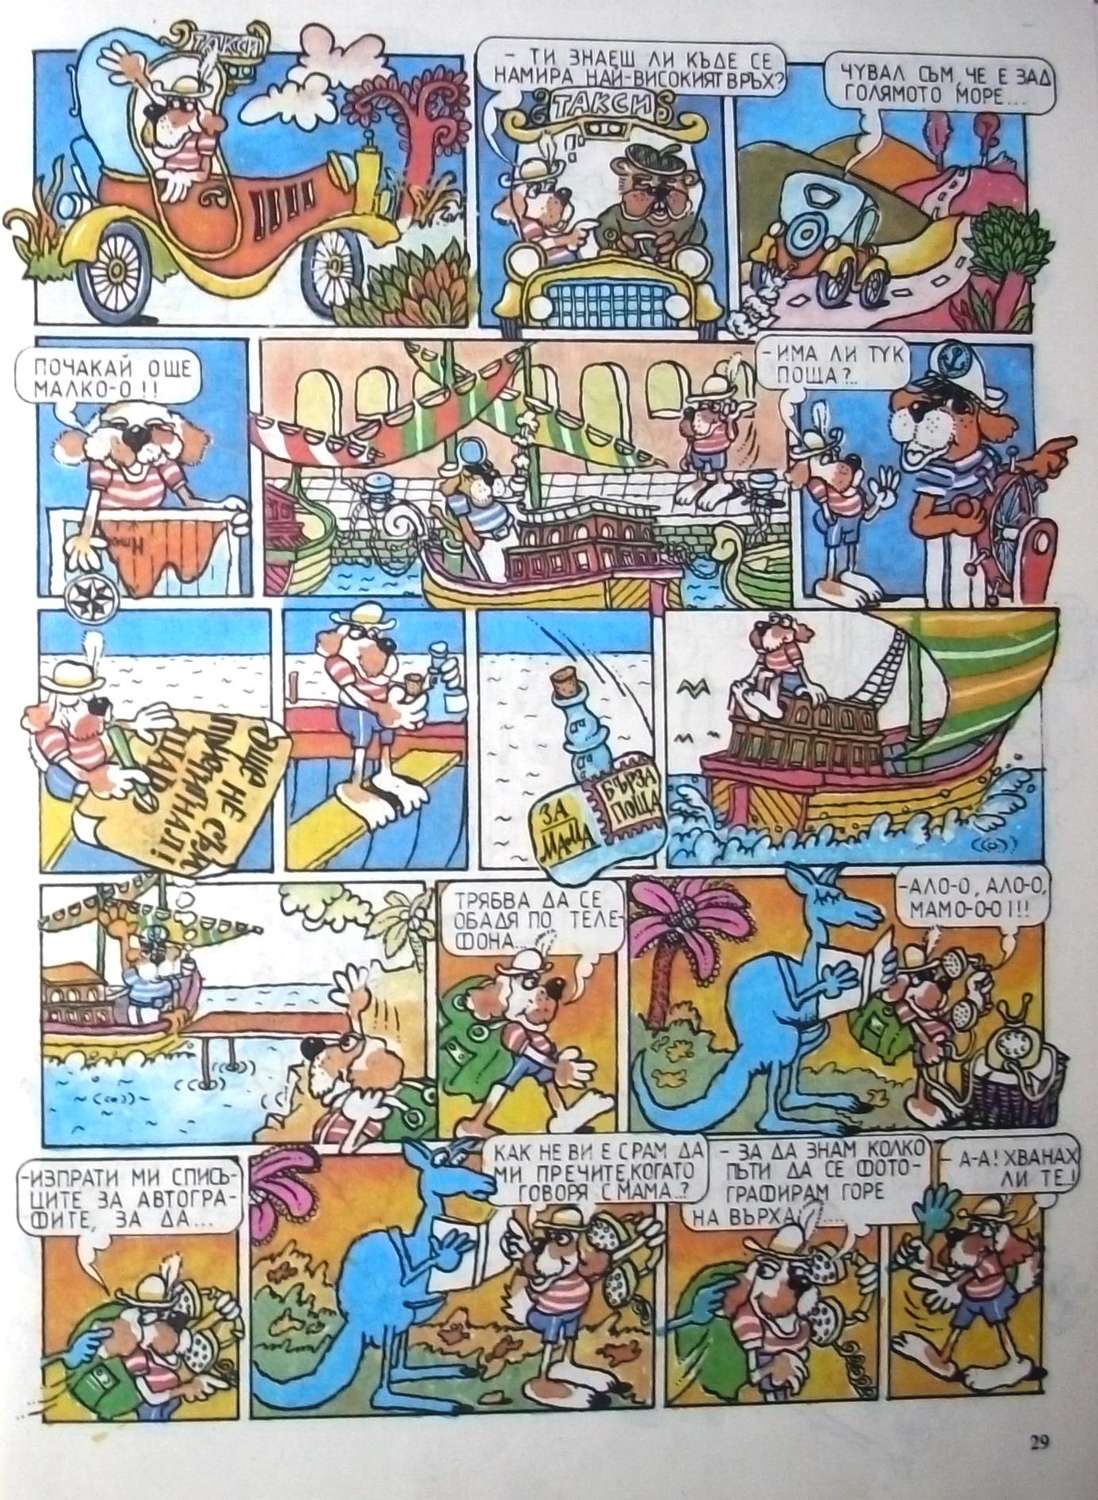 ТАКСИ
- ТИ ЗНАЕШ ЛИ КЪДЕ СЕ
НАМИРА НАЙ-ВИСОКИЯТ ВРЪХ?
ТАКСИ
ЧУВАЛ СЪМ, ЧЕ Е ЗАД
ГОЛЯМОТО МОРЕ...
ПОЧАКАЙ ОЩЕ
МАЛКО-О!!
- ИМА ЛИ ТУК
ПОЩА?..
ОЩЕ НЕ СЪМ
ПРИСТИГНАЛ!
ЦАР
ЗА
МАМА
БЪРЗА
ПОЩА
ТРЯБВА ДА СЕ
ОБАДЯ ПО ТЕЛЕ-
ФОНА...
-АЛО-О, АЛО-О,
МАМО-О-О!!!
-ИЗПРАТИ МИ СПИСЪ-
ЦИТЕ ЗА АВТОГРА-
ФИТЕ, ЗА ДА...
КАК НЕ ВИ Е СРАМ ДА
МИ ПРЕЧИТЕ, КОГАТО
ГОВОРЯ С МАМА..?
- ЗА ДА ЗНАМ КОЛКО
ПЪТИ ДА СЕ ФОТО-
ГРАФИРАМ ГОРЕ
НА ВЪРХА!....
- А-А! ХВАНАХ
ЛИ ТЕ!
29